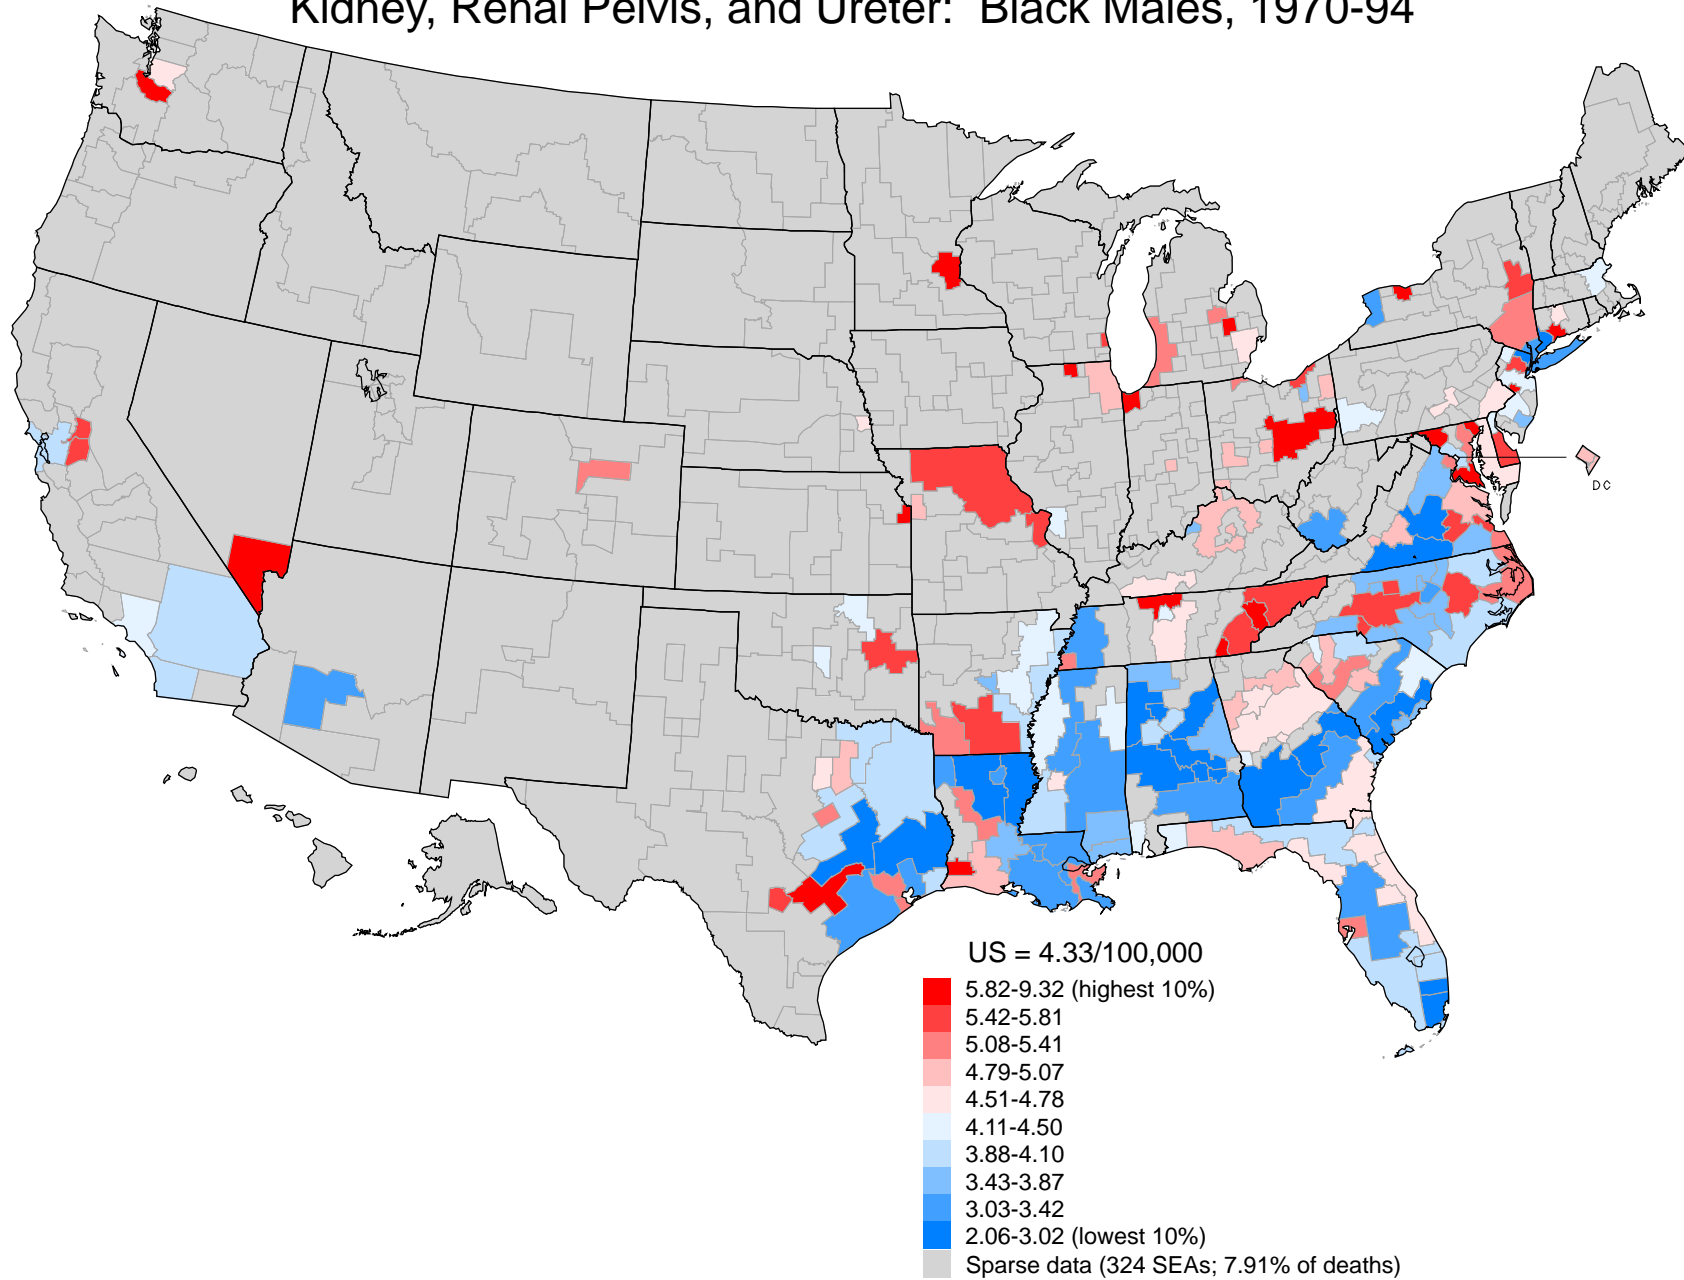 Kidney, Renal Pelvis, and Ureter: Black Males, 1970-94
DC
US = 4.33/100,000
5.82-9.32 (highest 10%)
5.42-5.81
5.08-5.41
4.79-5.07
4.51-4.78
4.11-4.50
3.88-4.10
3.43-3.87
3.03-3.42
2.06-3.02 (lowest 10%)
Sparse data (324 SEAs; 7.91% of deaths)